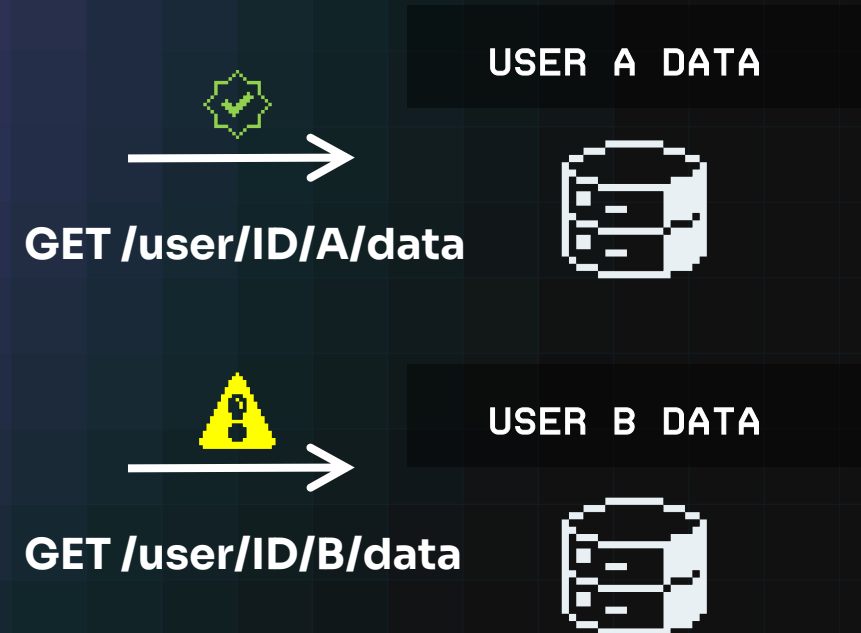 USER A DATA
GET /user/ID/A/data
USER B DATA
GET /user/ID/B/data